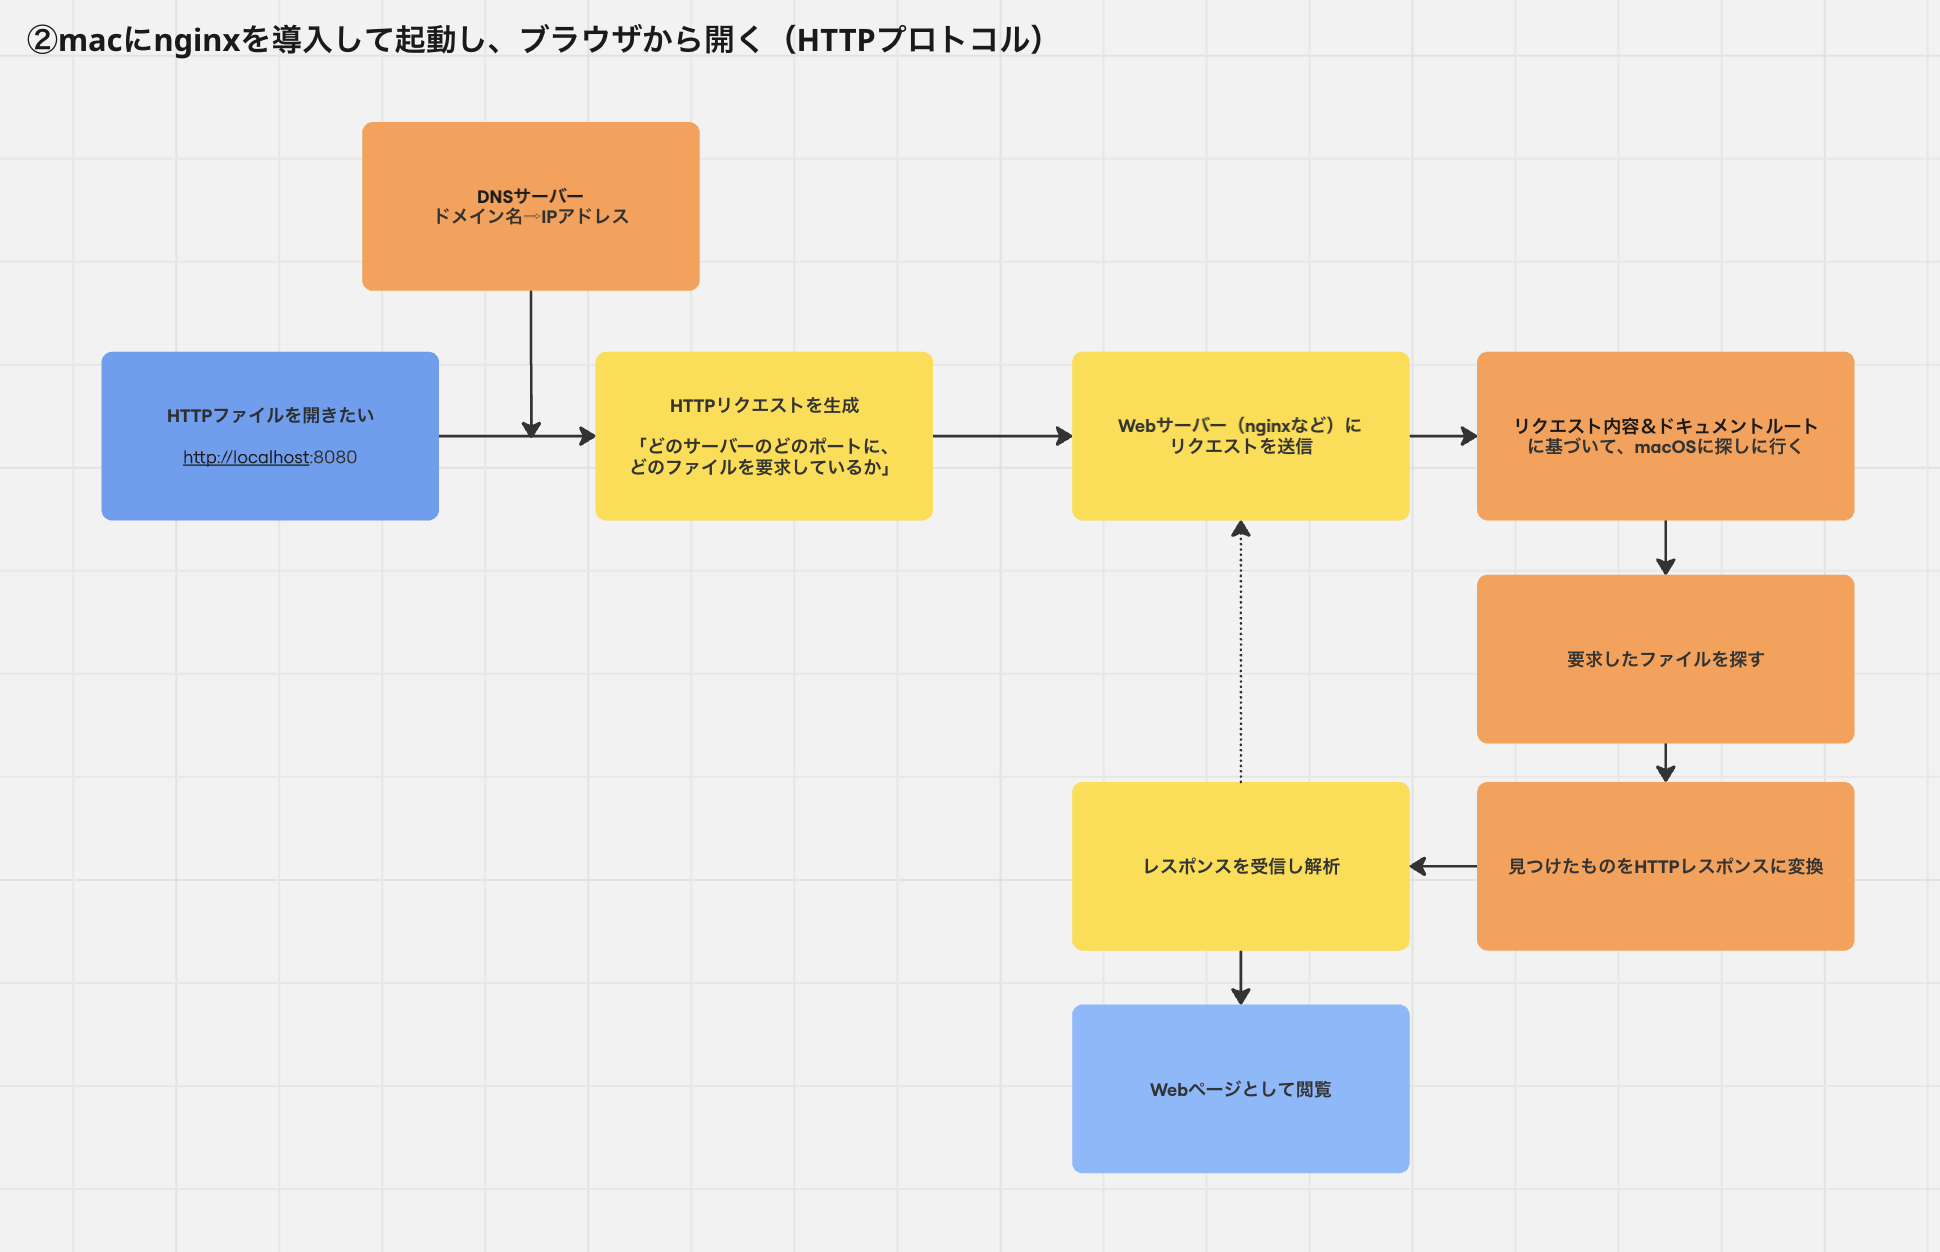 ②macにnginxを導入して起動し、ブラウザから開く（HTTPプロトコル）
DNSサーバー
ドメイン名→IPアドレス
HTTPファイルを開きたい
http://localhost:8080
HTTPリクエストを生成
「どのサーバーのどのポートに、
どのファイルを要求しているか」
Webサーバー（nginxなど）に
リクエストを送信
リクエスト内容＆ドキュメントルート
に基づいて、macOSに探しに行く
要求したファイルを探す
レスポンスを受信し解析
見つけたものをHTTPレスポンスに変換
Webページとして閲覧